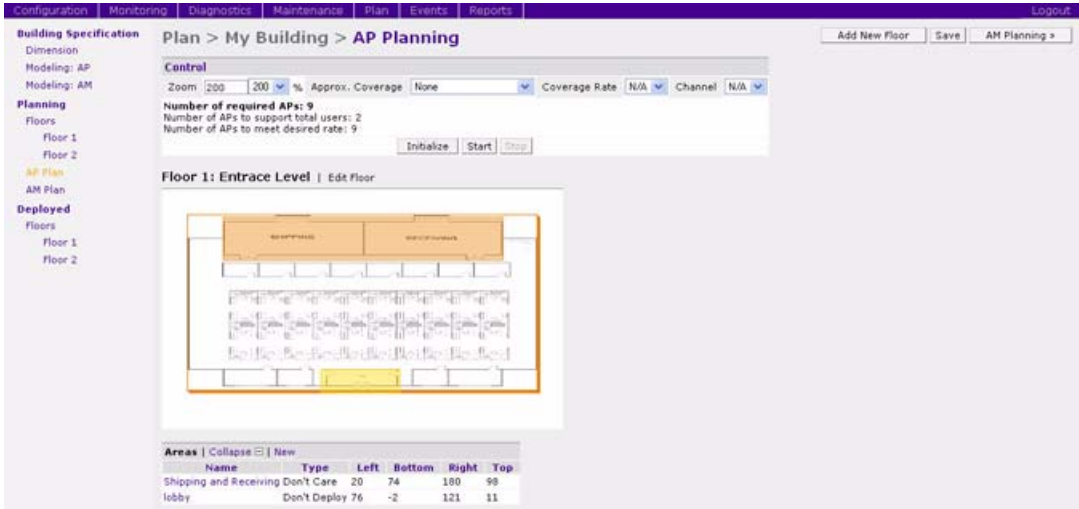 Configuration | Monitoring | Diagnostics | Maintenance | Plan | Events | Reports | Logout
Building Specification
Dimension
Modeling: AP
Modeling: AM
Planning
Floors
Floor 1
Floor 2
AP Plan
AM Plan
Deployed
Floors
Floor 1
Floor 2
Plan > My Building > AP Planning
Add New Floor Save AM Planning »
Control
Zoom 200 200 % Approx. Coverage None Coverage Rate N/A Channel N/A
Number of required APs: 9
Number of APs to support total users: 2
Number of APs to meet desired rate: 9
Initialize Start Stop
Floor 1: Entrace Level | Edit Floor
SHIPPING RECEIVING
Areas | Collapse | New
Name Type Left Bottom Right Top
Shipping and Receiving Don't Care 20 74 180 98
lobby Don't Deploy 76 -2 121 11